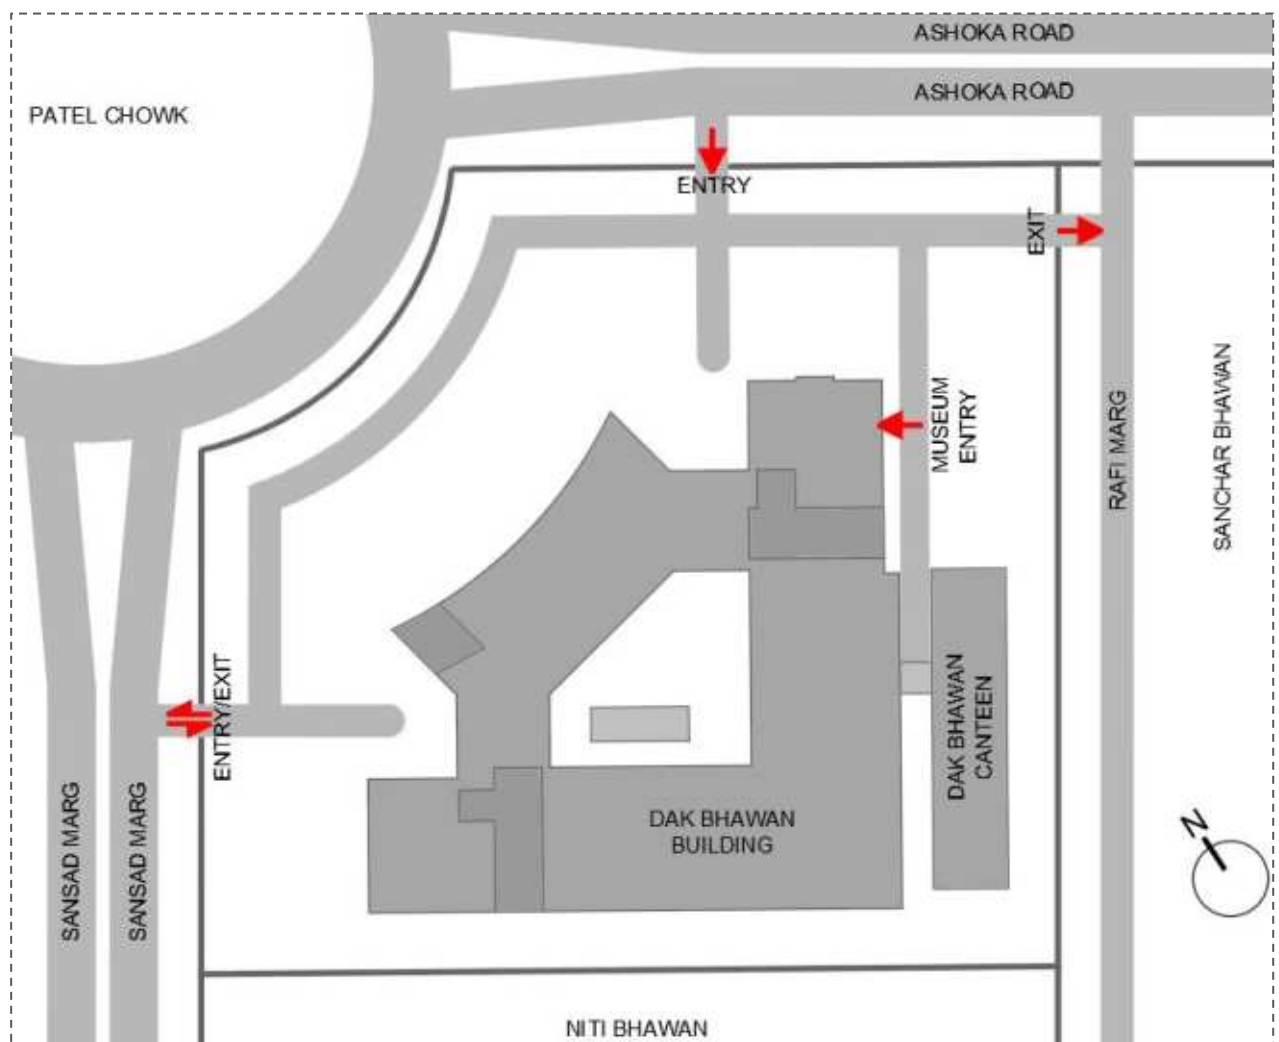 ASHOKA ROAD
ASHOKA ROAD
PATEL CHOWK
ENTRY
EXIT
MUSEUM
ENTRY
RAFI MARG
SANCHAR BHAWAN
ENTRY/EXIT
DAK BHAWAN
CANTEEN
SANSAD MARG
SANSAD MARG
DAK BHAWAN
BUILDING
N
NITI BHAWAN